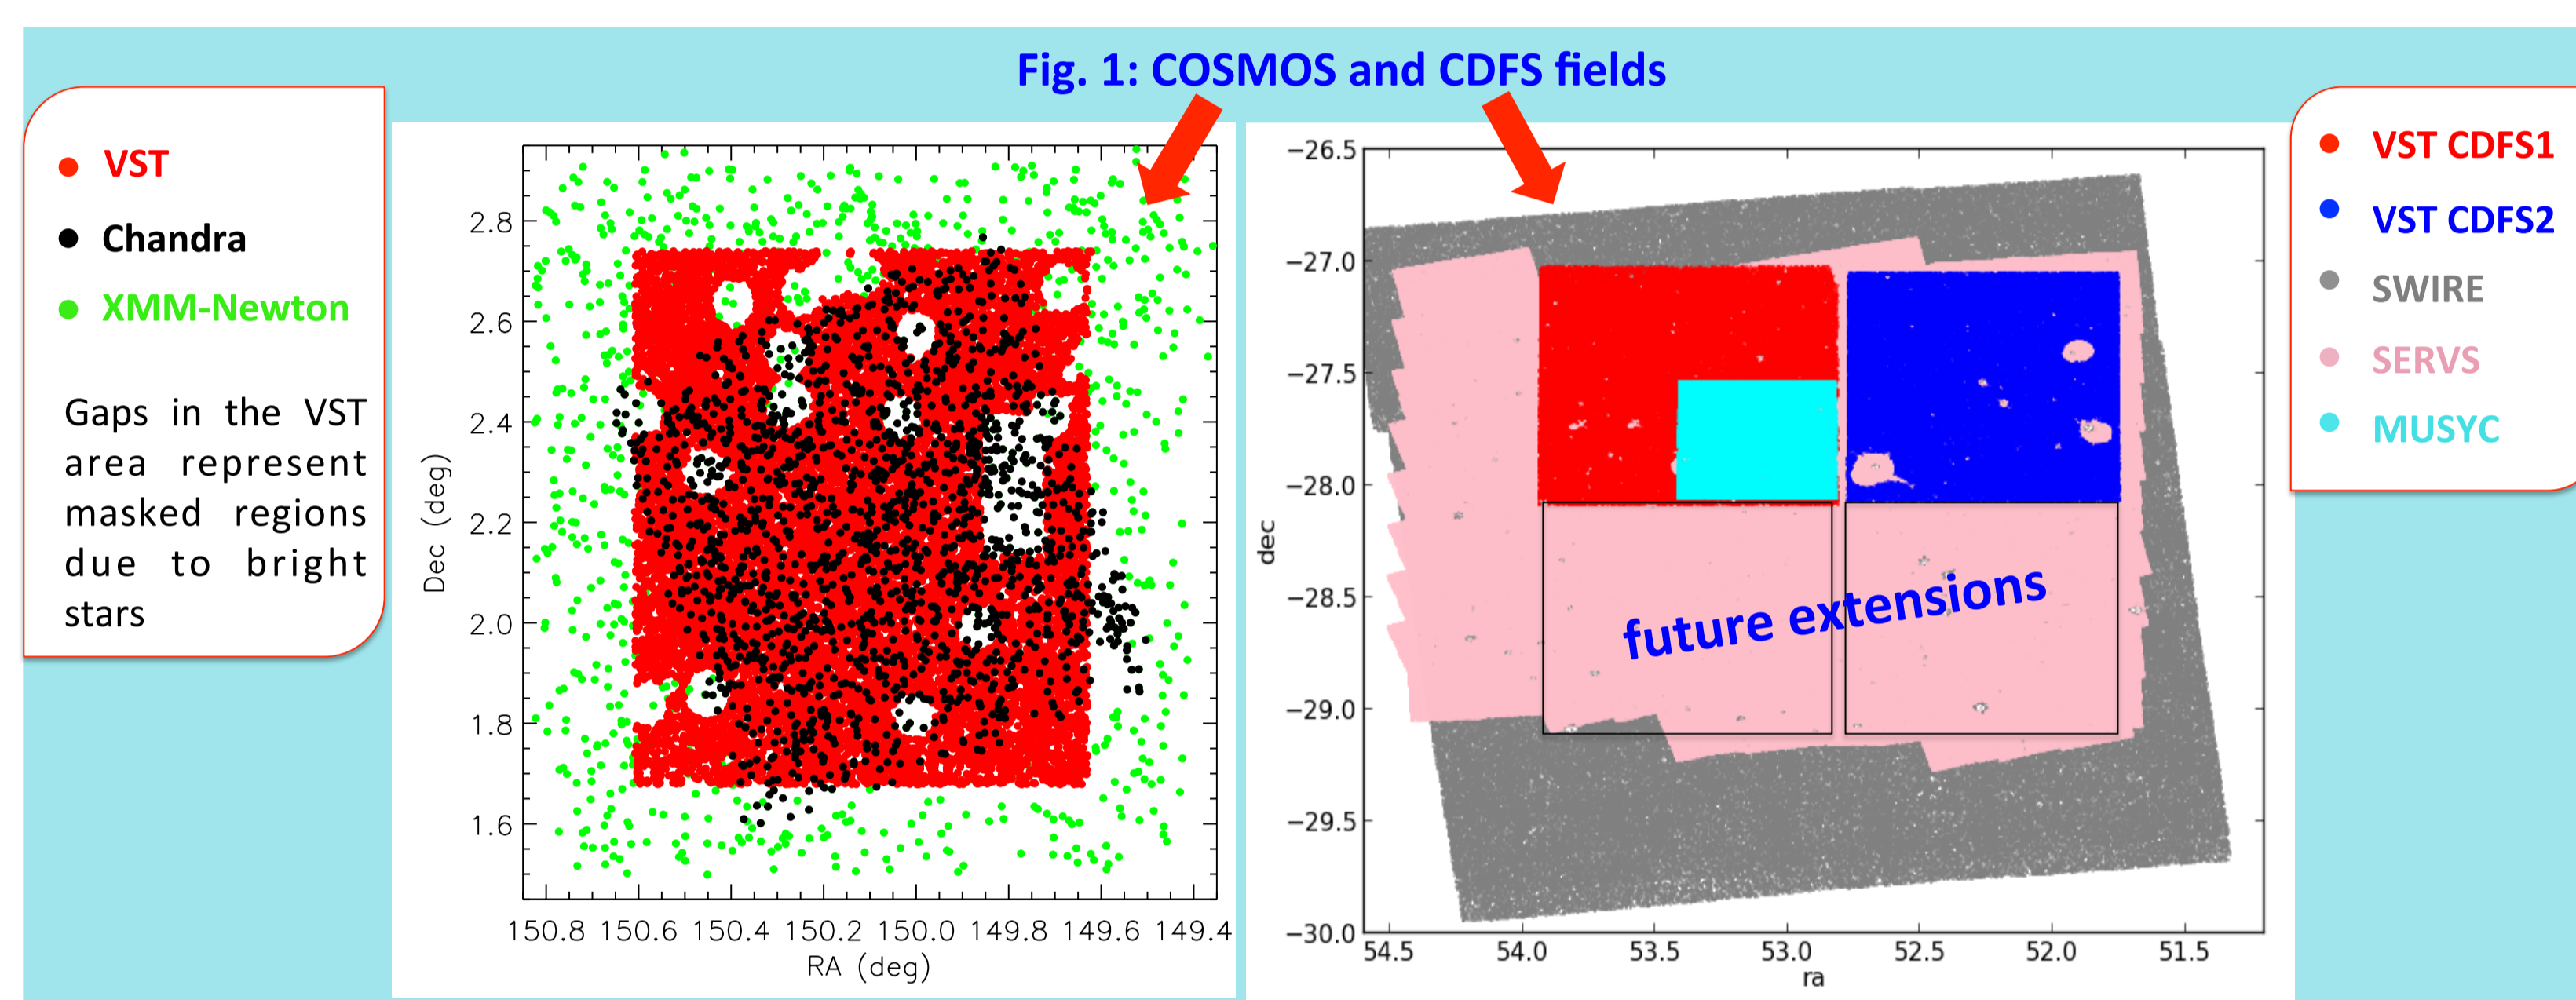 Fig. 1: COSMOS and CDFS fields
VST
Chandra
XMM-Newton
Gaps in the VST
area represent
masked regions
due to bright
stars
2.8
2.6
2.4
2.2
2.0
1.8
1.6
Dec (deg)
150.8 150.6 150.4 150.2 150.0 149.8 149.6 149.4
RA (deg)
−26.5
−27.0
−27.5
−28.0
−28.5
−29.0
−29.5
−30.0
dec
future extensions
54.5 54.0 53.5 53.0 52.5 52.0 51.5
ra
VST CDFS1
VST CDFS2
SWIRE
SERVS
MUSYC